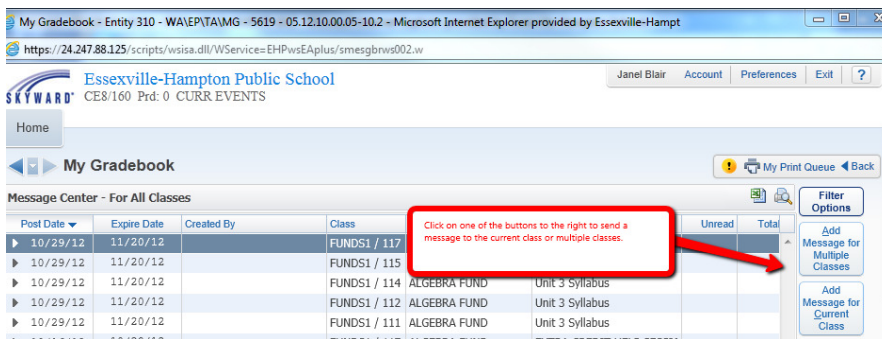 My Gradebook - Entity 310 - WA\EP\TA\MG - 5619 - 05.12.10.00.05-10.2 - Microsoft Internet Explorer provided by Essexville-Hampt
https://24.247.88.125/scripts/wsisa.dll/WService=EHPwsEAplus/smesgbrws002.w
SKYWARD Essexville-Hampton Public School
CE8/160 Prd: 0 CURR EVENTS
Janel Blair Account Preferences Exit ?
Home
My Gradebook
My Print Queue Back
Message Center - For All Classes
Filter Options
Post Date Expire Date Created By Class Unread Total
Click on one of the buttons to the right to send a
message to the current class or multiple classes.
10/29/12 11/20/12 FUNDS1 / 117
10/29/12 11/20/12 FUNDS1 / 115
10/29/12 11/20/12 FUNDS1 / 114 ALGEBRA FUND Unit 3 Syllabus
10/29/12 11/20/12 FUNDS1 / 112 ALGEBRA FUND Unit 3 Syllabus
10/29/12 11/20/12 FUNDS1 / 111 ALGEBRA FUND Unit 3 Syllabus
Add
Message for
Multiple
Classes
Add
Message for
Current
Class